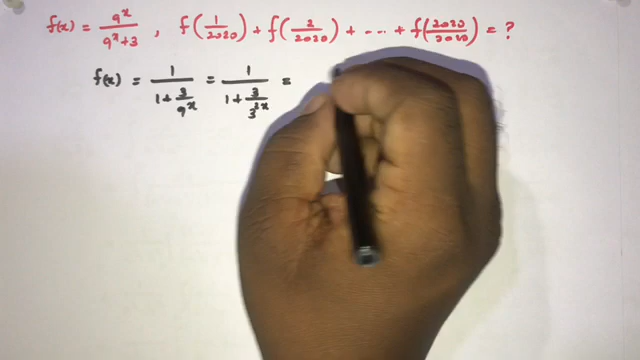 f(x) = 9^x / 9^x+3 , f(1/2020) + f(2/2020) + ... + f(2020/2020) = ?
f(x) = 1 / 1+ 3/9^x = 1 / 1+ 3/3^2x =